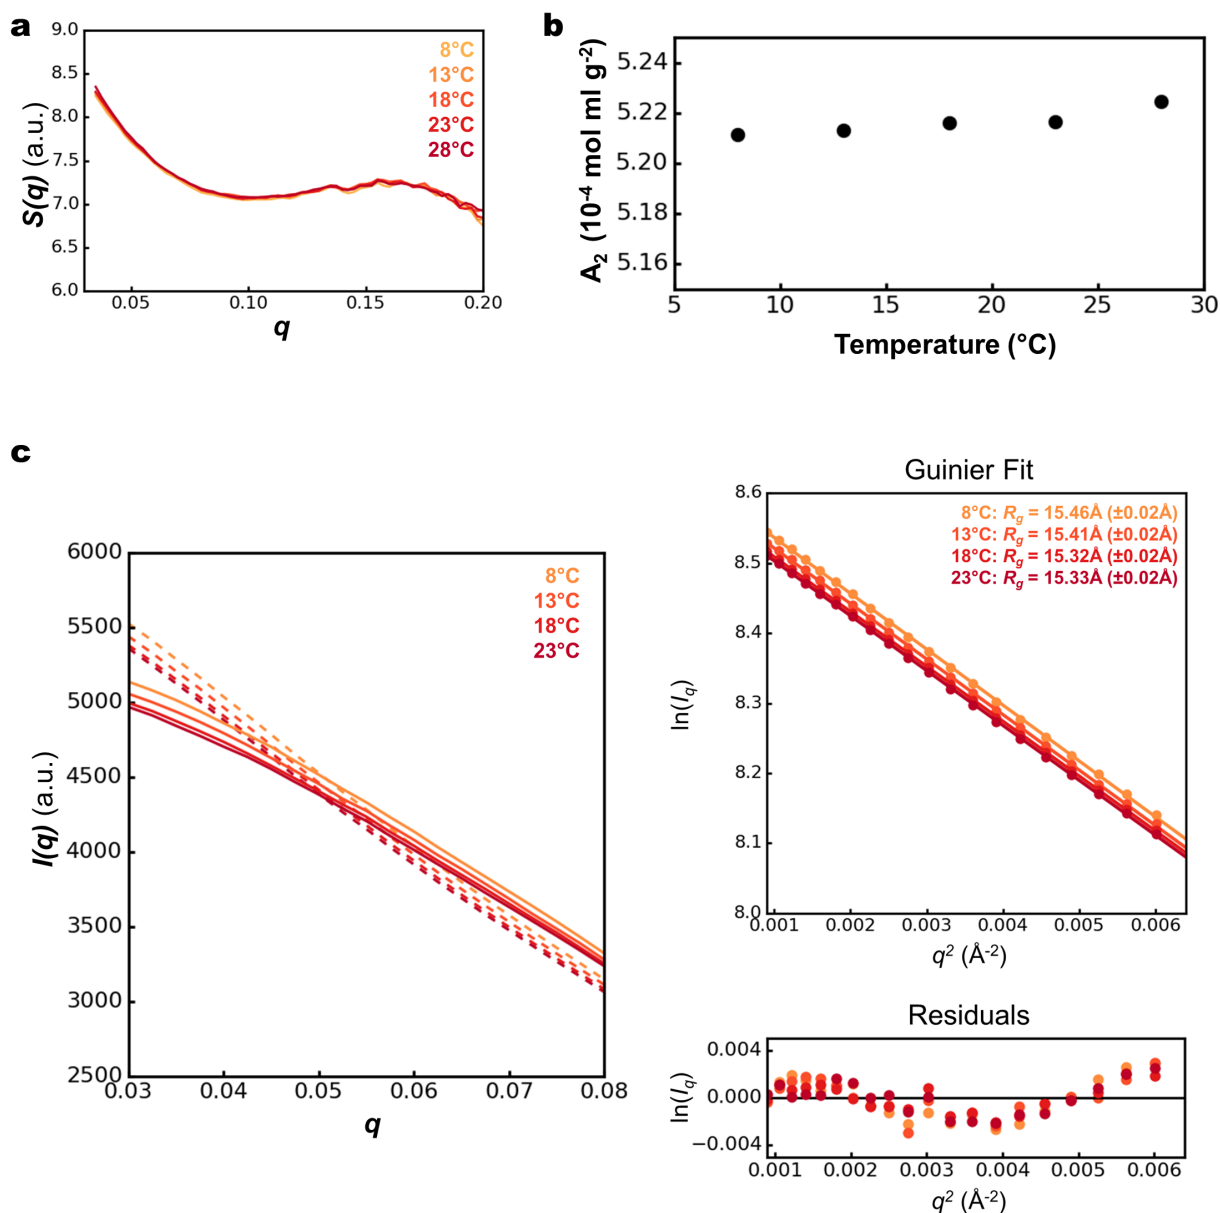 a
9.0
8.5
8.0
7.5
7.0
6.5
6.0
S(q) (a.u.)
8°C
13°C
18°C
23°C
28°C
0.05
0.10
0.15
0.20
q
b
5.24
5.22
5.20
5.18
5.16
A₂ (10⁻⁴ mol ml g⁻²)
5
10
15
20
25
30
Temperature (°C)
c
6000
5500
5000
4500
4000
3500
3000
2500
I(q) (a.u.)
8°C
13°C
18°C
23°C
0.03
0.04
0.05
0.06
0.07
0.08
q
Guinier Fit
8.6
8.5
8.4
8.3
8.2
8.1
8.0
ln(I_q)
8°C: R_g = 15.46Å (±0.02Å)
13°C: R_g = 15.41Å (±0.02Å)
18°C: R_g = 15.32Å (±0.02Å)
23°C: R_g = 15.33Å (±0.02Å)
0.001
0.002
0.003
0.004
0.005
0.006
q² (Å⁻²)
Residuals
0.004
0.000
−0.004
ln(I_q)
0.001
0.002
0.003
0.004
0.005
0.006
q² (Å⁻²)